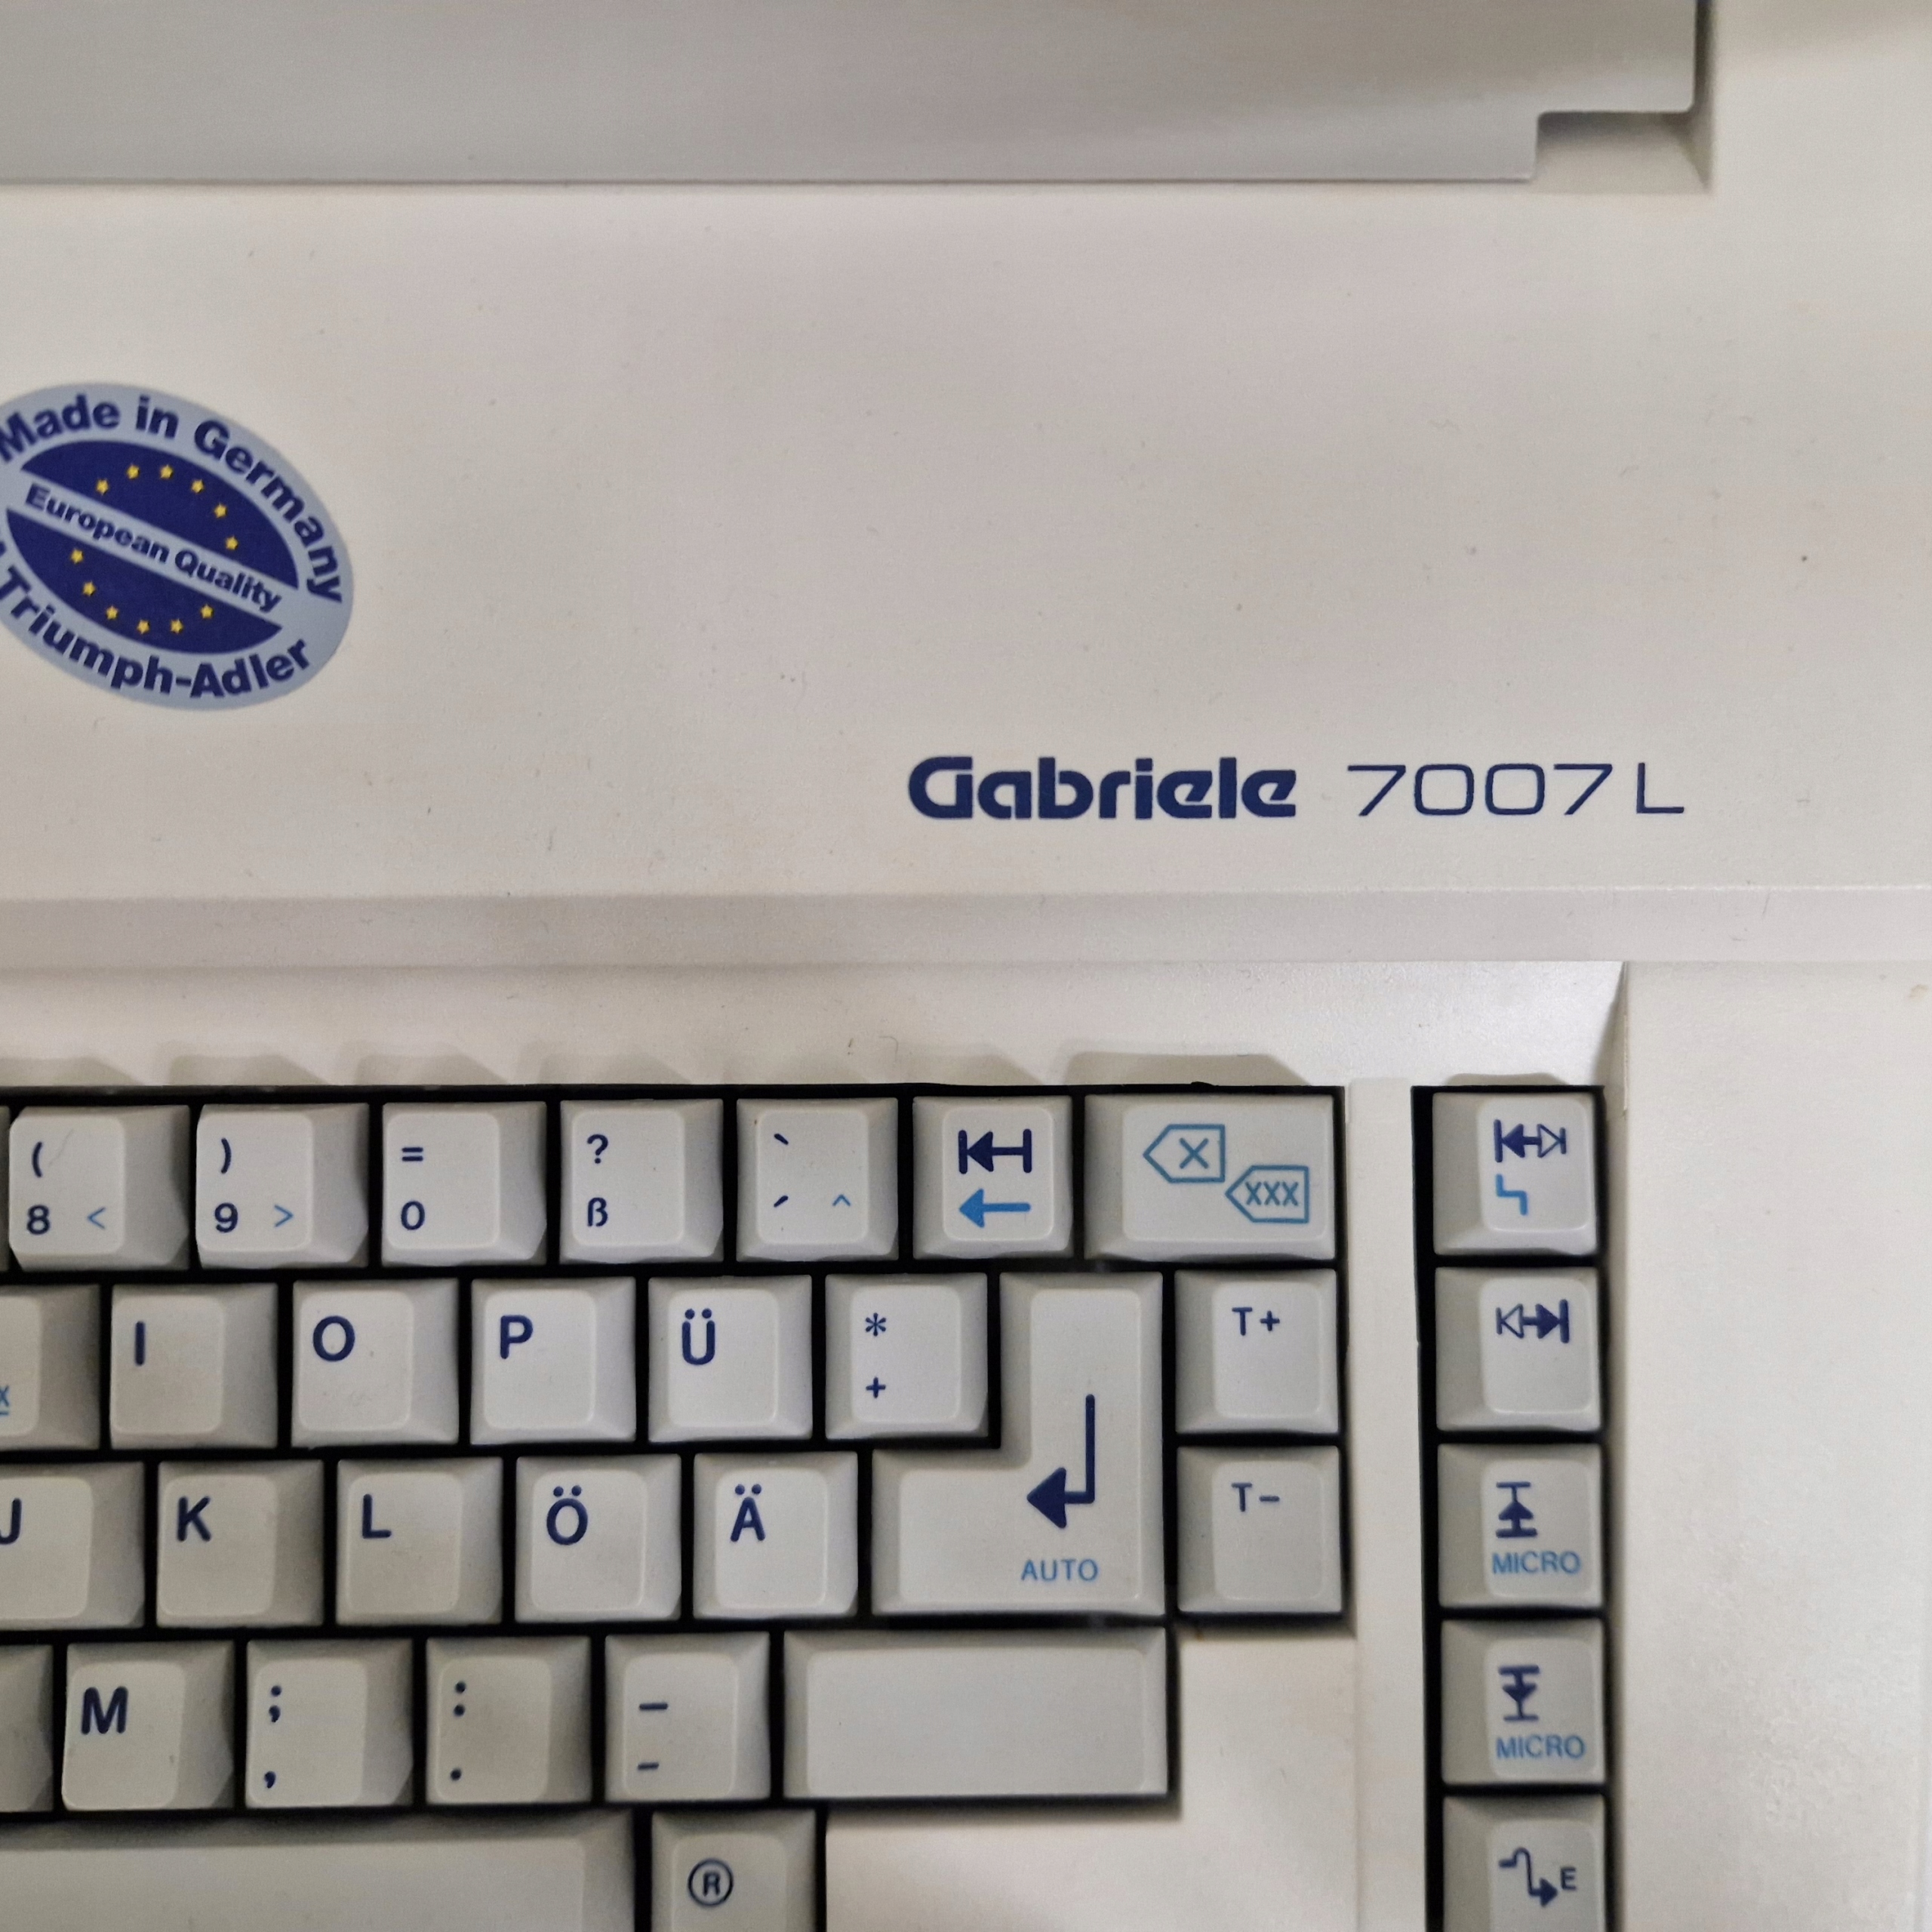 Made in Germany
European Quality
Triumph-Adler
Gabriele 7007 L
( ) = ? `
8 < 9 > 0 ß ´ ^
X XXX
I O P Ü * T+
+
J K L Ö Ä T-
AUTO MICRO
M ; : _
, . -
MICRO
® E